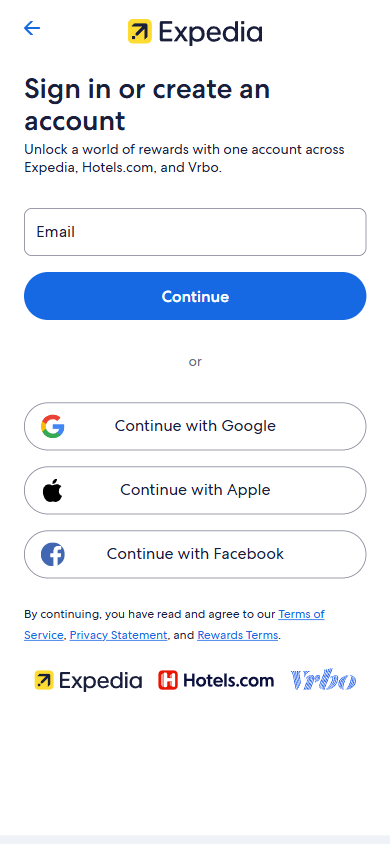 Expedia
Sign in or create an
account
Unlock a world of rewards with one account across
Expedia, Hotels.com, and Vrbo.
Email
Continue
or
Continue with Google
Continue with Apple
Continue with Facebook
By continuing, you have read and agree to our Terms of
Service, Privacy Statement, and Rewards Terms.
Expedia H Hotels.com Vrbo